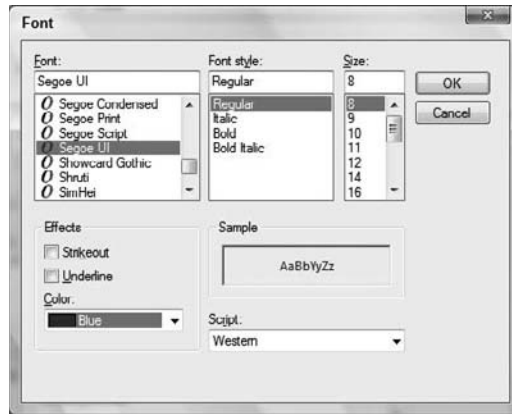 Font
Font:
Font style:
Size:
Segoe UI
Regular
8
OK
Cancel
Segoe Condensed
Segoe Print
Segoe Script
Segoe UI
Showcard Gothic
Shruti
SimHei
Regular
Italic
Bold
Bold Italic
8
9
10
11
12
14
16
Effects
Strikeout
Underline
Color:
Blue
Sample
AaBbYyZz
Script:
Western